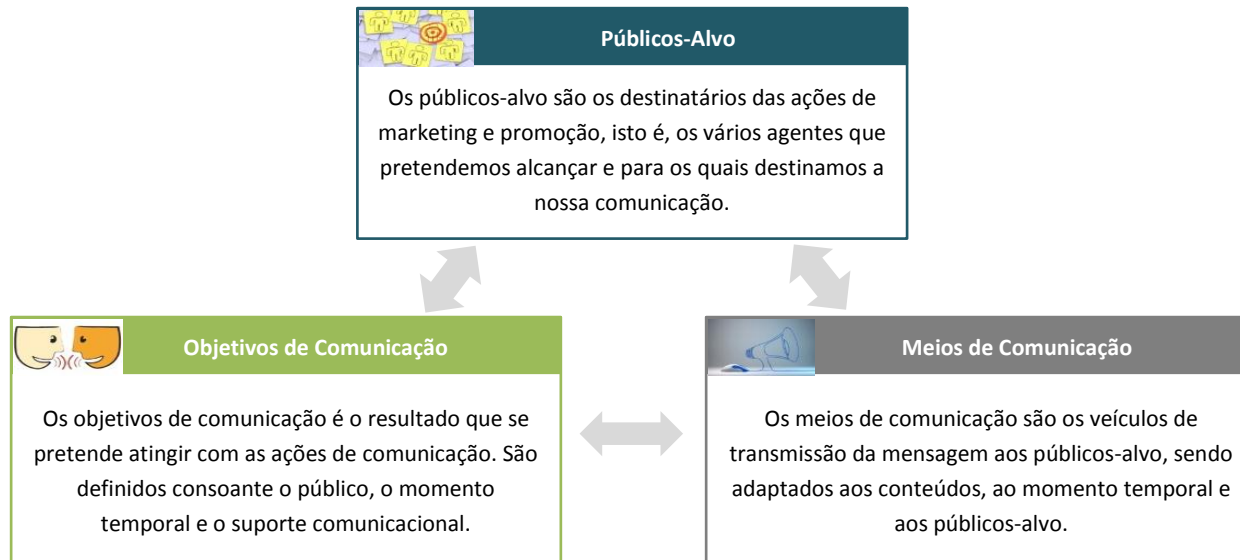 Públicos-Alvo
Os públicos-alvo são os destinatários das ações de
marketing e promoção, isto é, os vários agentes que
pretendemos alcançar e para os quais destinamos a
nossa comunicação.
Objetivos de Comunicação
Os objetivos de comunicação é o resultado que se
pretende atingir com as ações de comunicação. São
definidos consoante o público, o momento
temporal e o suporte comunicacional.
Meios de Comunicação
Os meios de comunicação são os veículos de
transmissão da mensagem aos públicos-alvo, sendo
adaptados aos conteúdos, ao momento temporal e
aos públicos-alvo.